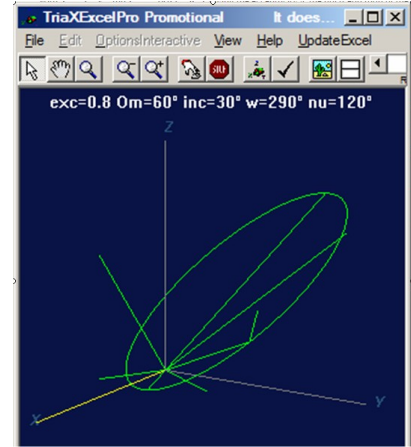 TriaXExcelPro Promotional It does...
File Edit OptionsInteractive View Help UpdateExcel
STOP
exc=0.8 Om=60° inc=30° w=290° nu=120°
Z
X
Y